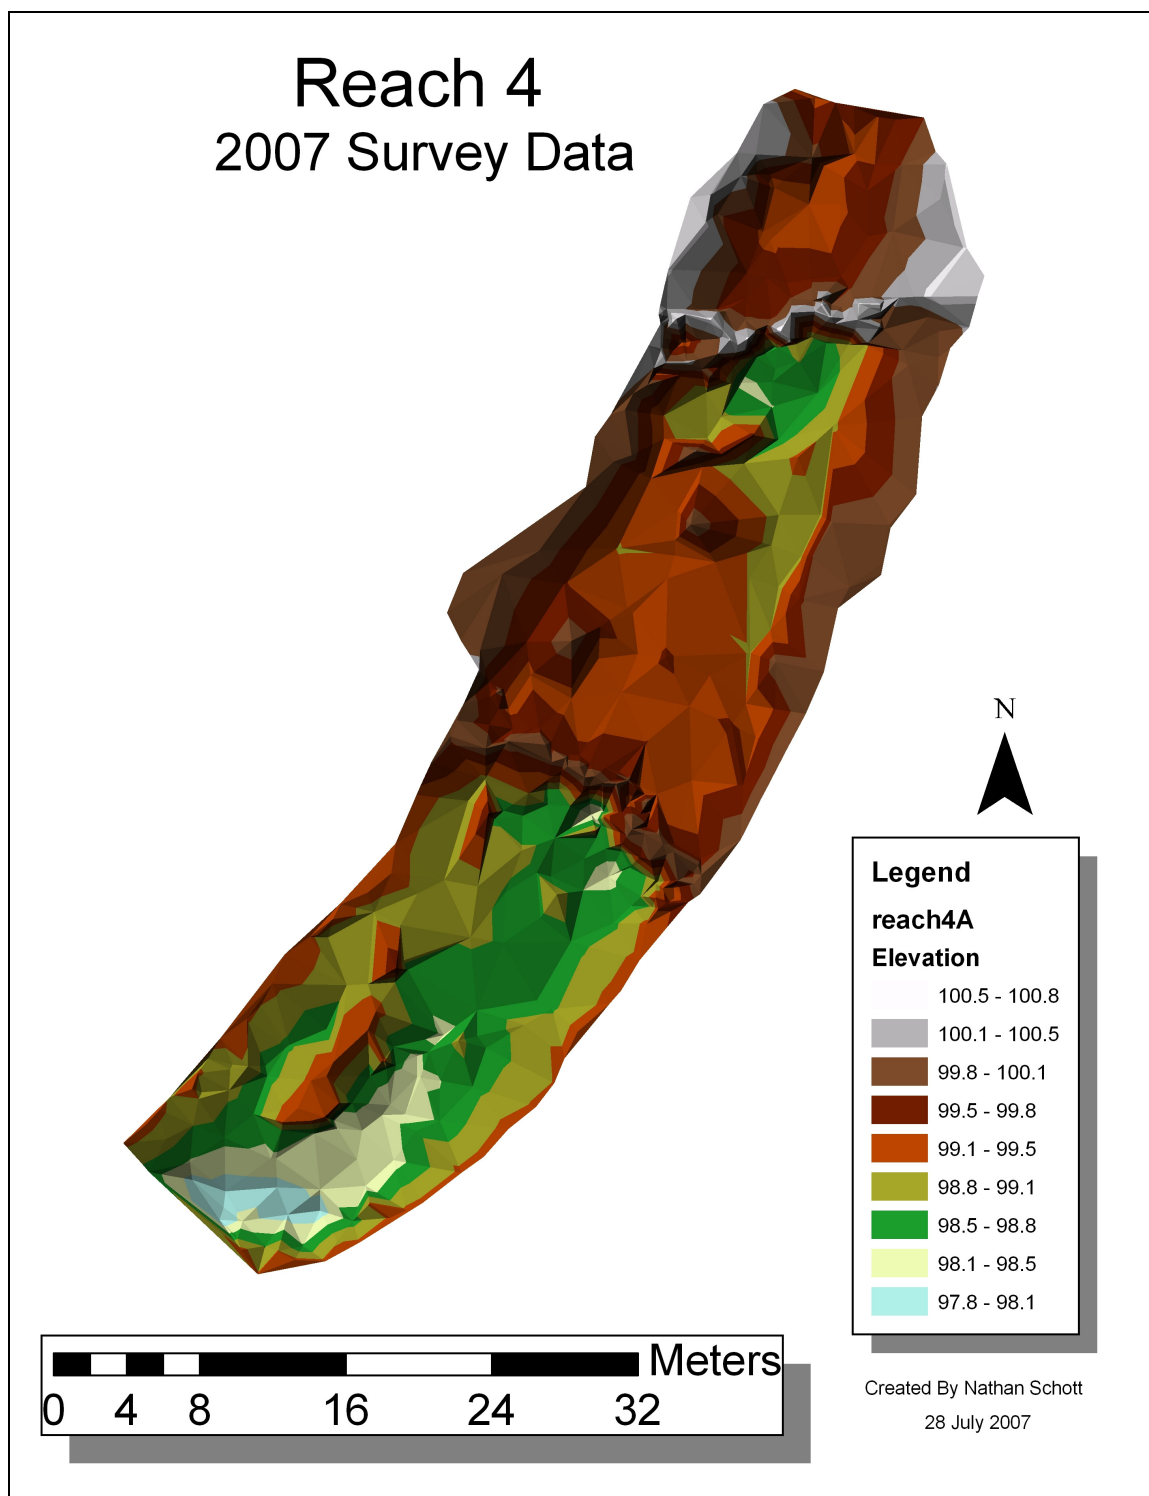 Reach 4
2007 Survey Data
N
Legend
reach4A
Elevation
100.5 - 100.8
100.1 - 100.5
99.8 - 100.1
99.5 - 99.8
99.1 - 99.5
98.8 - 99.1
98.5 - 98.8
98.1 - 98.5
97.8 - 98.1
Meters
0 4 8 16 24 32
Created By Nathan Schott
28 July 2007